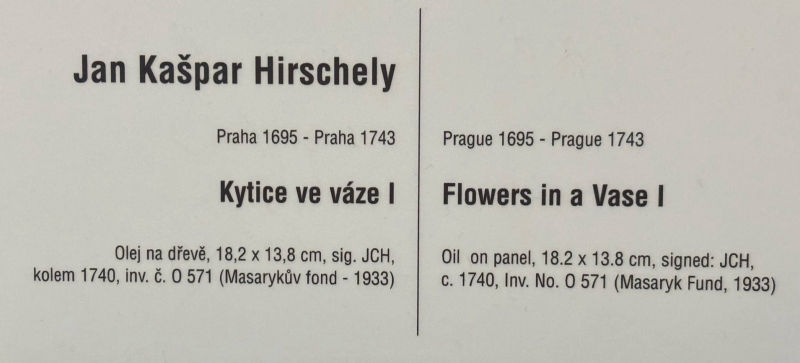 Jan Kašpar Hirschely
Praha 1695 - Praha 1743
Kytice ve váze I
Olej na dřevě, 18,2 x 13,8 cm, sig. JCH,
kolem 1740, inv. č. O 571 (Masarykův fond - 1933)
Prague 1695 - Prague 1743
Flowers in a Vase I
Oil on panel, 18.2 x 13.8 cm, signed: JCH,
c. 1740, Inv. No. O 571 (Masaryk Fund, 1933)